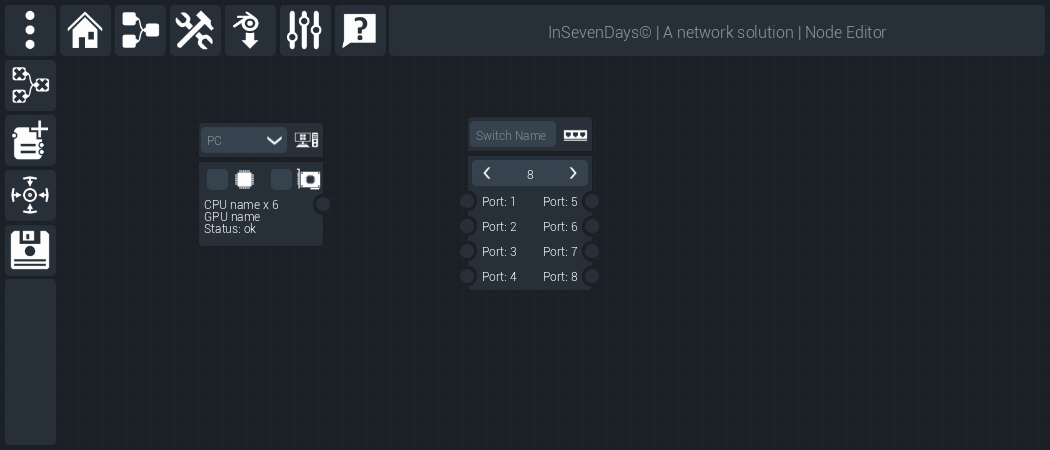 InSevenDays© | A network solution | Node Editor
PC
CPU name x 6
GPU name
Status: ok
Switch Name
8
Port: 1 Port: 5
Port: 2 Port: 6
Port: 3 Port: 7
Port: 4 Port: 8